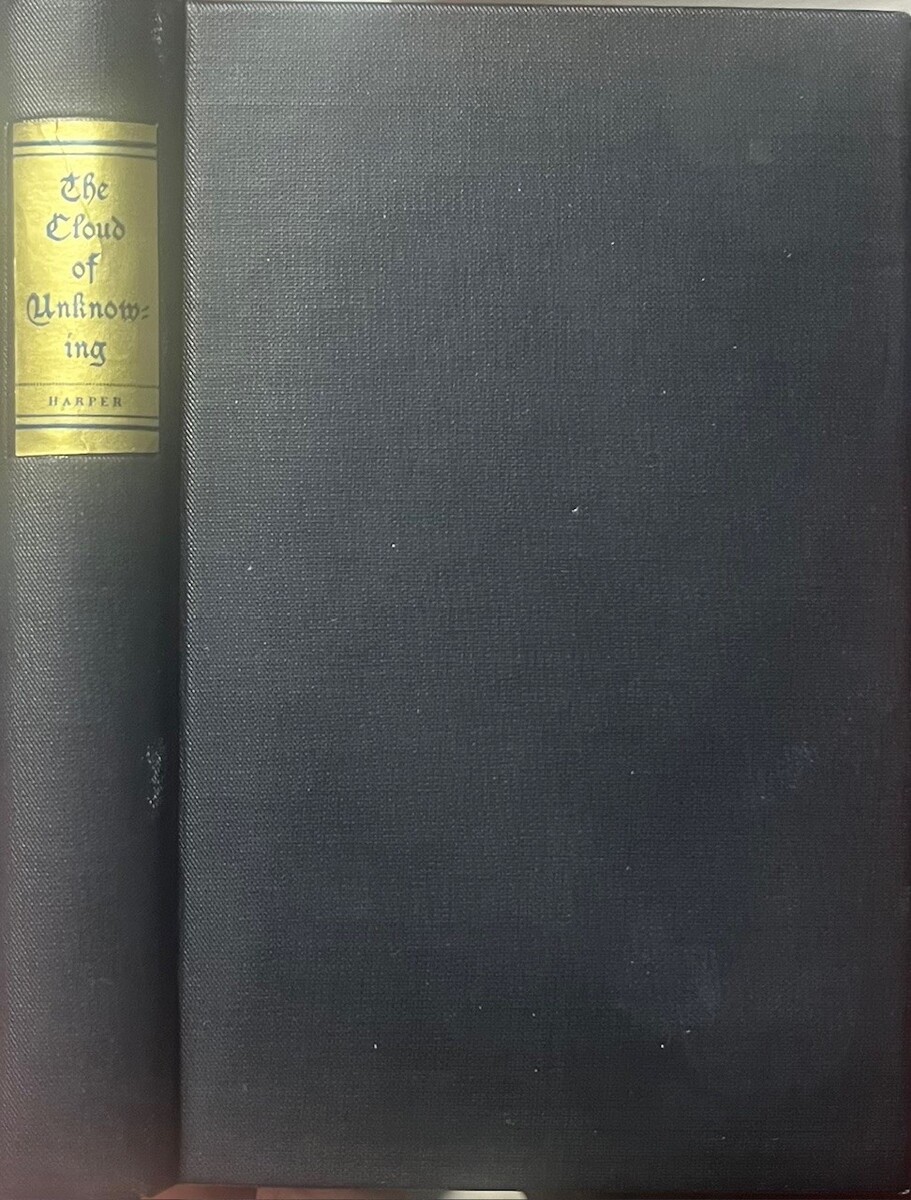 The
Cloud
of
Unknow-
ing
HARPER